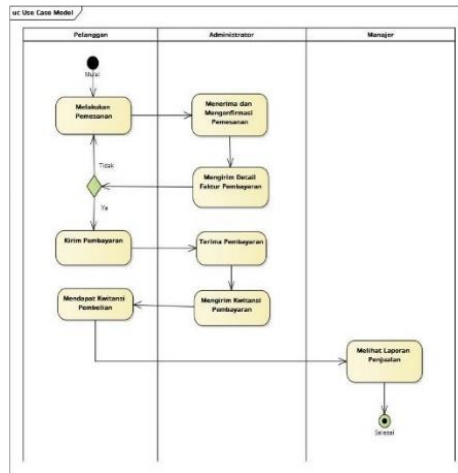 uc Use Case Model
Pelanggan
Administrator
Manajer
Mulai
Melakukan
Pemesanan
Menerima dan
Mengonfirmasi
Pemesanan
Tidak
Mengirim Detail
Faktur Pembayaran
Ya
Kirim Pembayaran
Terima Pembayaran
Mendapat Kwitansi
Pembelian
Mengirim Kwitansi
Pembayaran
Melihat Laporan
Penjualan
Selesai